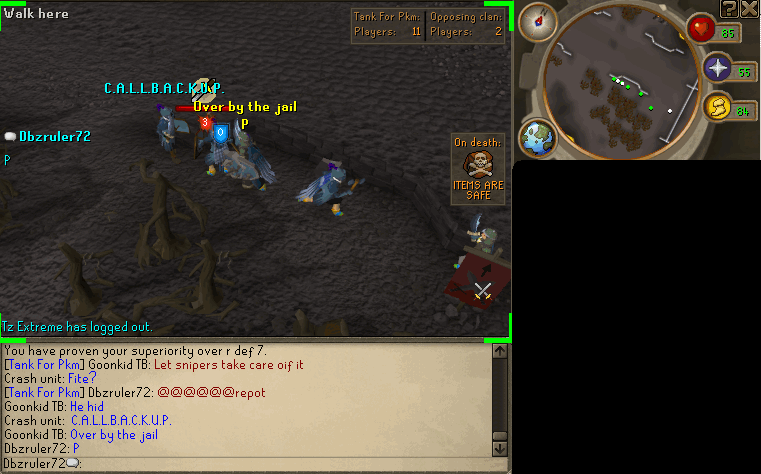 Walk here
Tank For Pkm: Opposing clan:
Players: 11 Players: 2
C.A.L.L.B.A.C.K.U.P.
Over by the jail
P
3
0
Dbzruler72
P
On death:
ITEMS ARE
SAFE
Tz Extreme has logged out.
85
55
84
?
You have proven your superiority over r def 7.
[Tank For Pkm] Goonkid TB: Let snipers take care oif it
Crash unit: Fite?
[Tank For Pkm] Dbzruler72: @@@@@@repot
Goonkid TB: He hid
Crash unit: C.A.L.L.B.A.C.K.U.P.
Goonkid TB: Over by the jail
Dbzruler72: P
Dbzruler72: